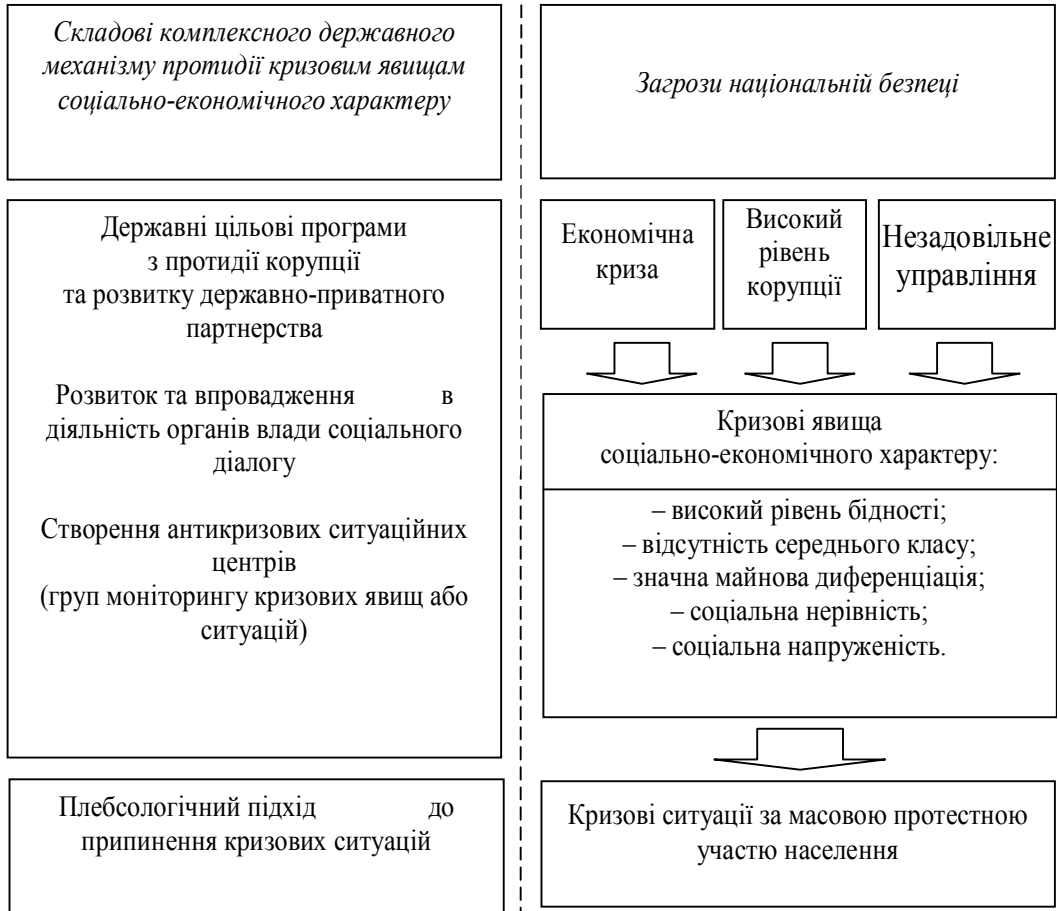 Складові комплексного державного
механізму протидії кризовим явищам
соціально-економічного характеру
Загрози національній безпеці
Державні цільові програми
з протидії корупції
та розвитку державно-приватного
партнерства
Розвиток та впровадження в
діяльність органів влади соціального
діалогу
Створення антикризових ситуаційних
центрів
(груп моніторингу кризових явищ або
ситуацій)
Економічна
криза
Високий
рівень
корупції
Незадовільне
управління
Кризові явища
соціально-економічного характеру:
– високий рівень бідності;
– відсутність середнього класу;
– значна майнова диференціація;
– соціальна нерівність;
– соціальна напруженість.
Плебсологічний підхід до
припинення кризових ситуацій
Кризові ситуації за масовою протестною
участю населення